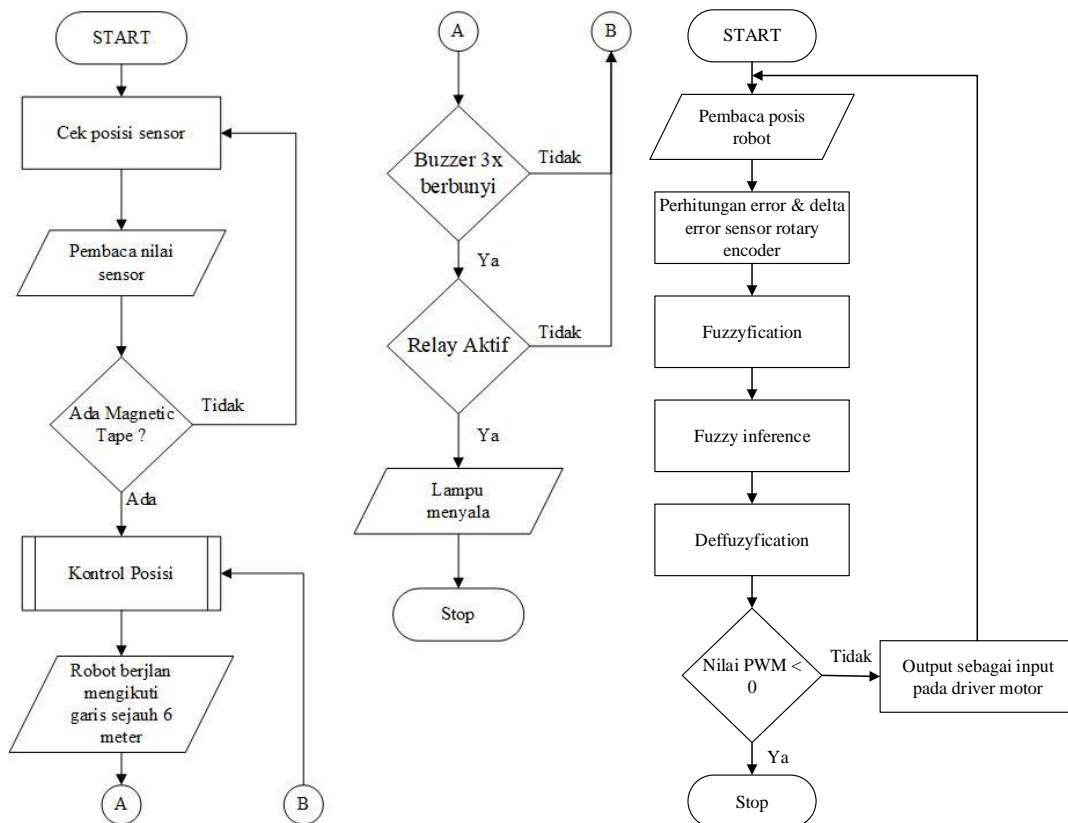 START
Cek posisi sensor
Pembaca nilai
sensor
Ada Magnetic
Tape ?
Tidak
Ada
Kontrol Posisi
Robot berjlan
mengikuti
garis sejauh 6
meter
A
B
A
B
Buzzer 3x
berbunyi
Tidak
Ya
Relay Aktif
Tidak
Ya
Lampu
menyala
Stop
START
Pembaca posis
robot
Perhitungan error & delta
error sensor rotary
encoder
Fuzzyfication
Fuzzy inference
Deffuzyfication
Nilai PWM <
0
Tidak
Output sebagai input
pada driver motor
Ya
Stop